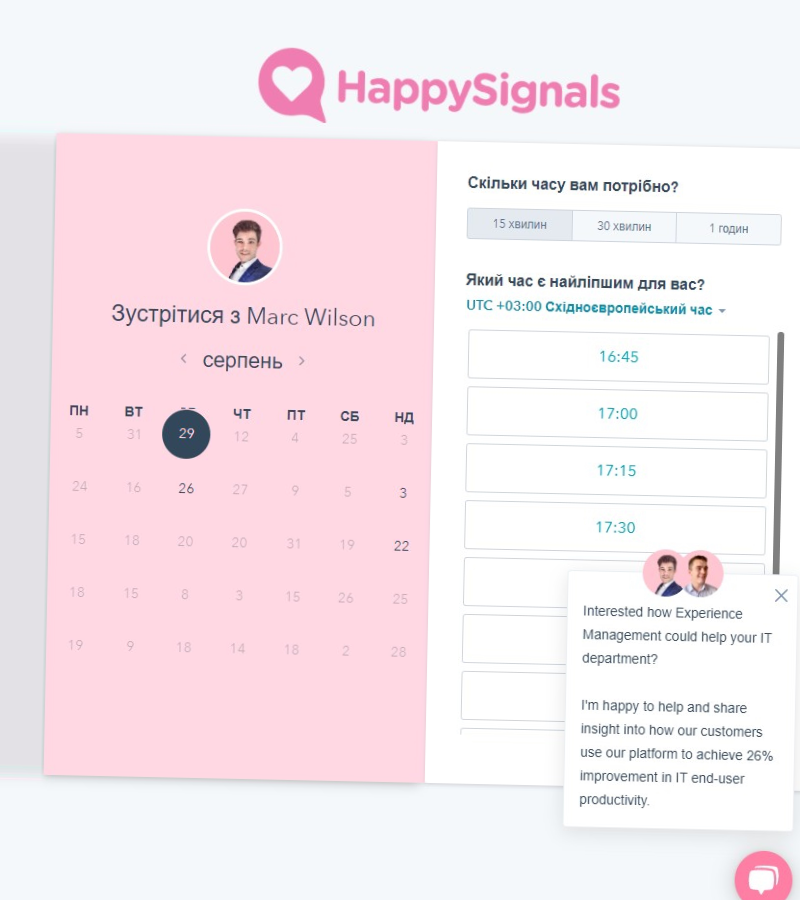 HappySignals
Зустрітися з Marc Wilson
серпень
ПН ВТ ЧТ ПТ СБ НД
5 31 29 12 4 25 3
24 16 26 27 9 5 3
15 18 20 20 31 19 22
18 15 8 3 15 26 25
19 9 18 14 18 2 28
Скільки часу вам потрібно?
15 хвилин 30 хвилин 1 годин
Який час є найліпшим для вас?
UTC +03:00 Східноєвропейський час
16:45
17:00
17:15
17:30
Interested how Experience
Management could help your IT
department?
I'm happy to help and share
insight into how our customers
use our platform to achieve 26%
improvement in IT end-user
productivity.